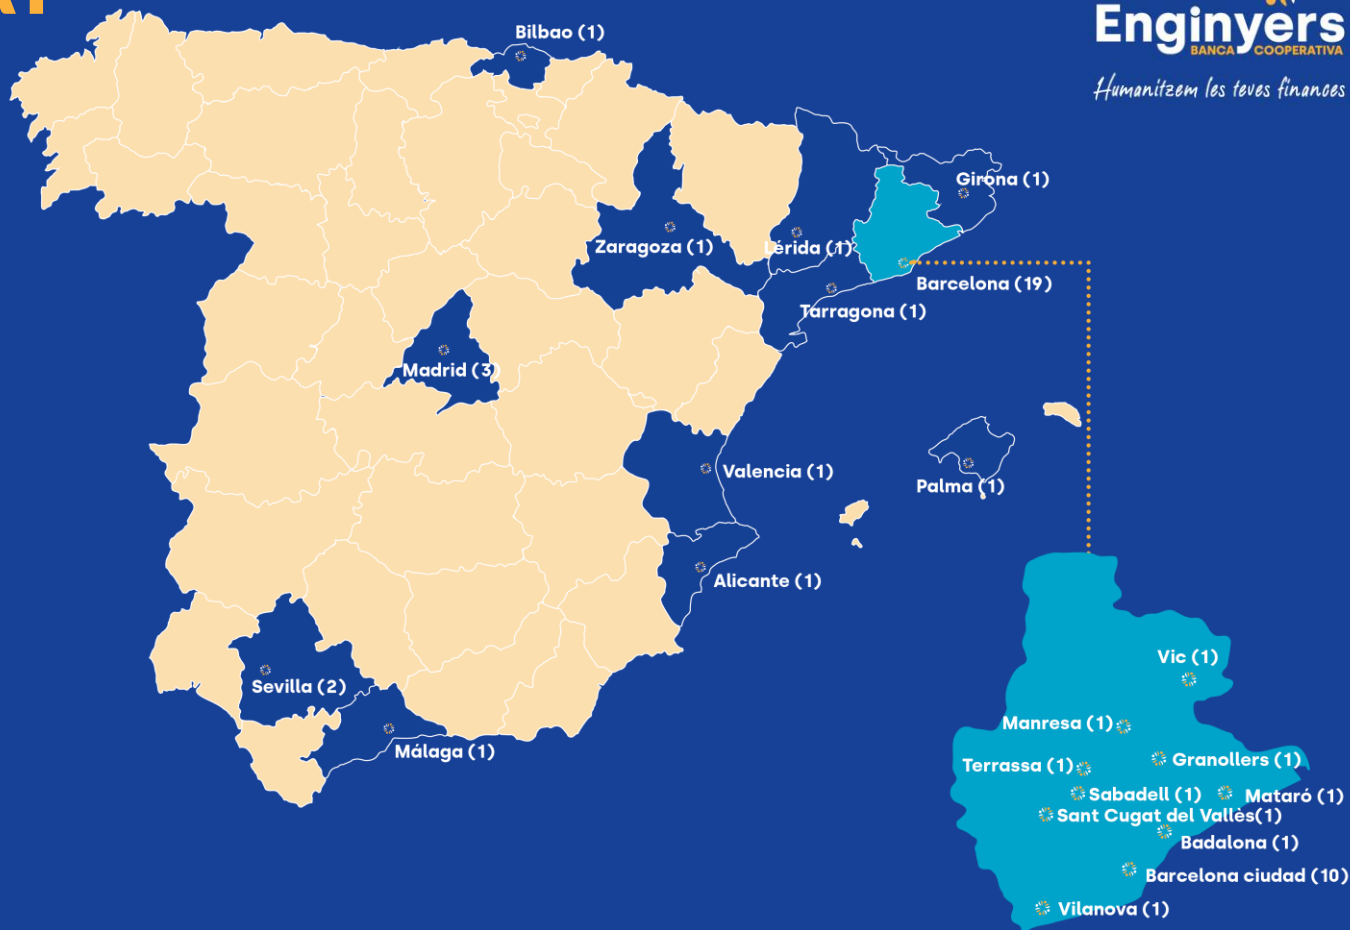 Enginyers
BANCA COOPERATIVA
Humanitzem les teves finances
Bilbao (1)
Girona (1)
Zaragoza (1)
Lérida (1)
Barcelona (19)
Tarragona (1)
Madrid (3)
Valencia (1)
Palma (1)
Alicante (1)
Sevilla (2)
Málaga (1)
Vic (1)
Manresa (1)
Granollers (1)
Terrassa (1)
Sabadell (1)
Mataró (1)
Sant Cugat del Vallès(1)
Badalona (1)
Barcelona ciudad (10)
Vilanova (1)